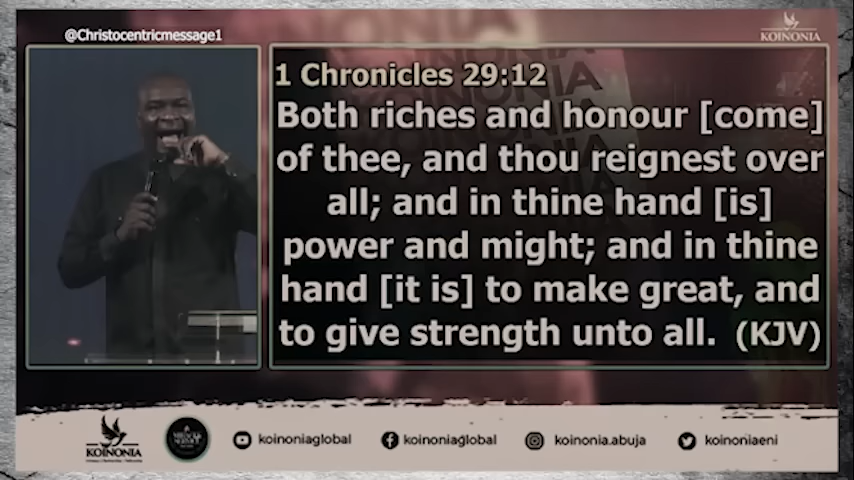 @Christocentricmessage1
KOINONIA
1 Chronicles 29:12
Both riches and honour [come]
of thee, and thou reignest over
all; and in thine hand [is]
power and might; and in thine
hand [it is] to make great, and
to give strength unto all. (KJV)
KOINONIA
koinoniaglobal
koinoniaglobal
koinonia.abuja
koinoniaeni